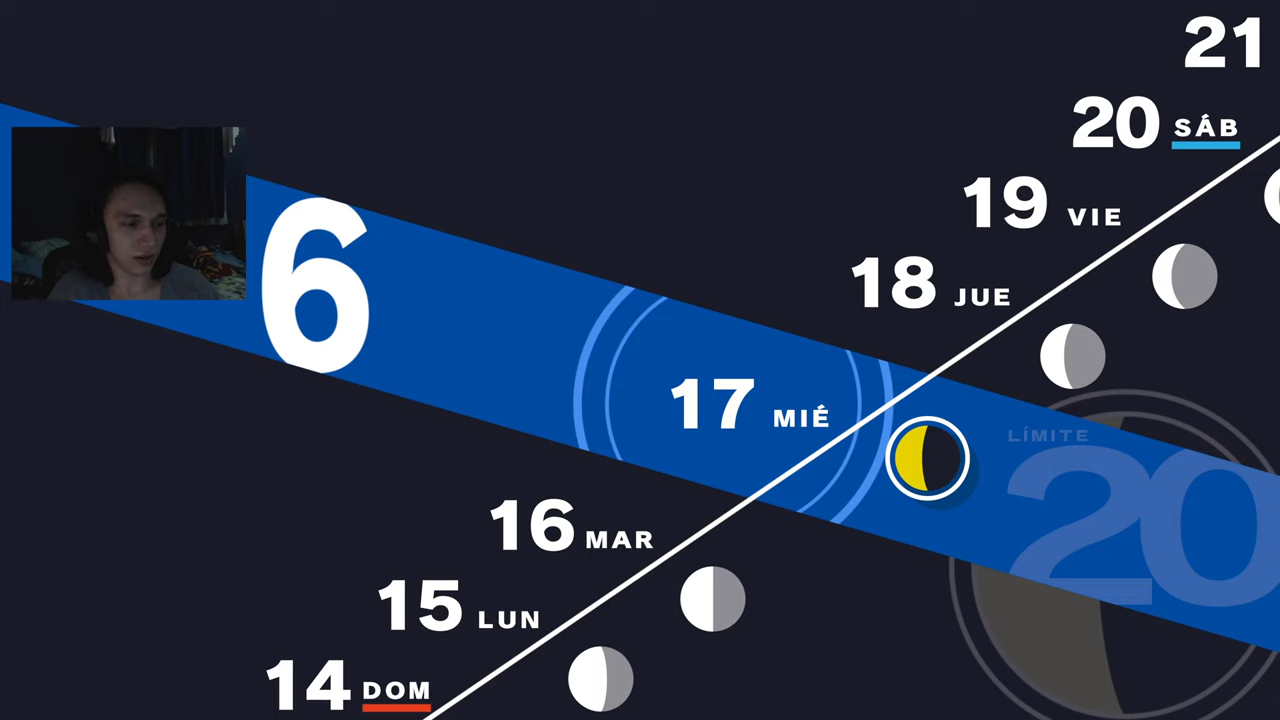 21
20 SÁB
19 VIE
18 JUE
6
17 MIÉ
LÍMITE
20
16 MAR
15 LUN
14 DOM